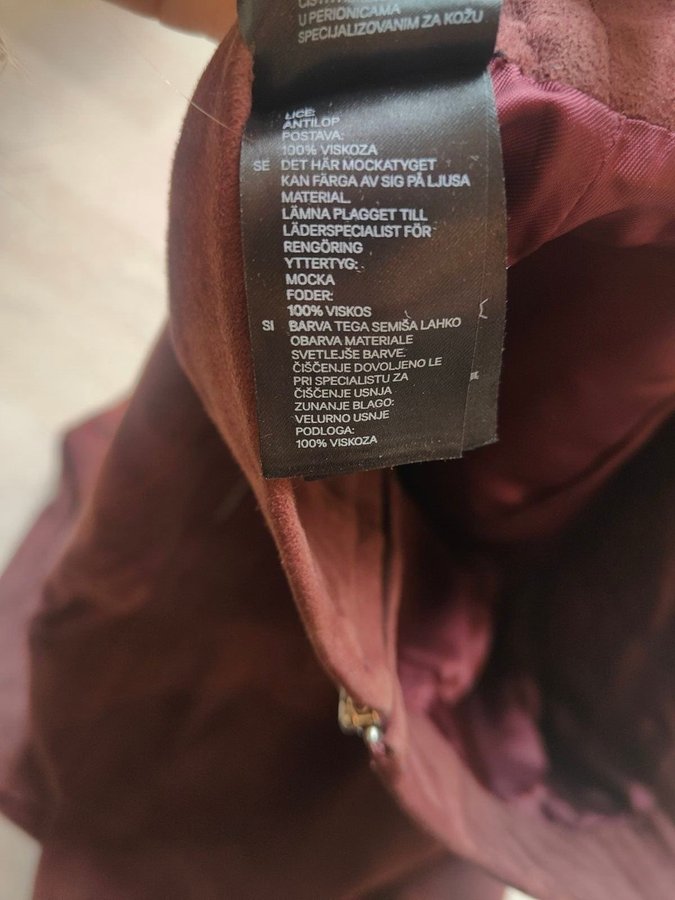 U PERIONICAMA
SPECIJALIZOVANIM ZA KOŽU
LICE:
ANTILOP
POSTAVA:
100% VISKOZA
SE DET HÄR MOCKATYGET
KAN FÄRGA AV SIG PÅ LJUSA
MATERIAL.
LÄMNA PLAGGET TILL
LÄDERSPECIALIST FÖR
RENGÖRING
YTTERTYG:
MOCKA
FODER:
100% VISKOS
SI BARVA TEGA SEMIŠA LAHKO
OBARVA MATERIALE
SVETLEJŠE BARVE.
ČIŠČENJE DOVOLJENO LE
PRI SPECIALISTU ZA
ČIŠČENJE USNJA
ZUNANJE BLAGO:
VELURNO USNJE
PODLOGA:
100% VISKOZA